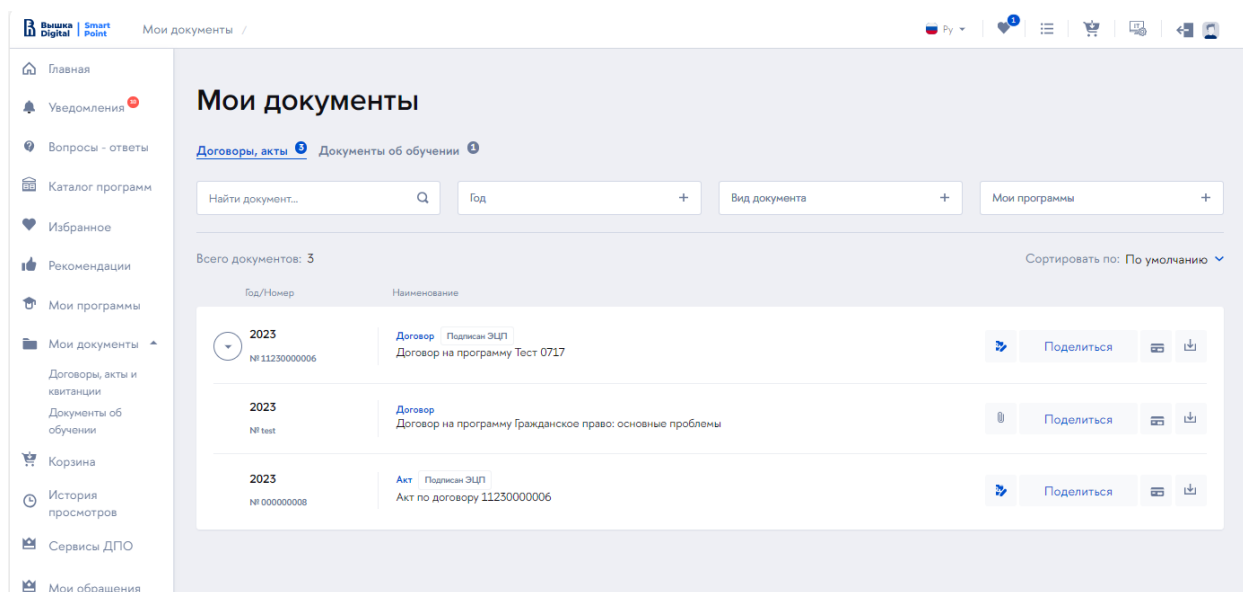 Вышка Digital | Smart Point
Мои документы /
Ру
1
Главная
Уведомления
Вопросы - ответы
Каталог программ
Избранное
Рекомендации
Мои программы
Мои документы
Договоры, акты и
квитанции
Документы об
обучении
Корзина
История
просмотров
Сервисы ДПО
Мои обращения
Мои документы
Договоры, акты 3 Документы об обучении 1
Найти документ... Год + Вид документа + Мои программы +
Всего документов: 3 Сортировать по: По умолчанию
Год/Номер Наименование
2023 Договор Подписан ЭЦП
№ 11230000006 Договор на программу Тест 0717 Поделиться
2023 Договор
№ test Договор на программу Гражданское право: основные проблемы Поделиться
2023 Акт Подписан ЭЦП
№ 000000008 Акт по договору 11230000006 Поделиться